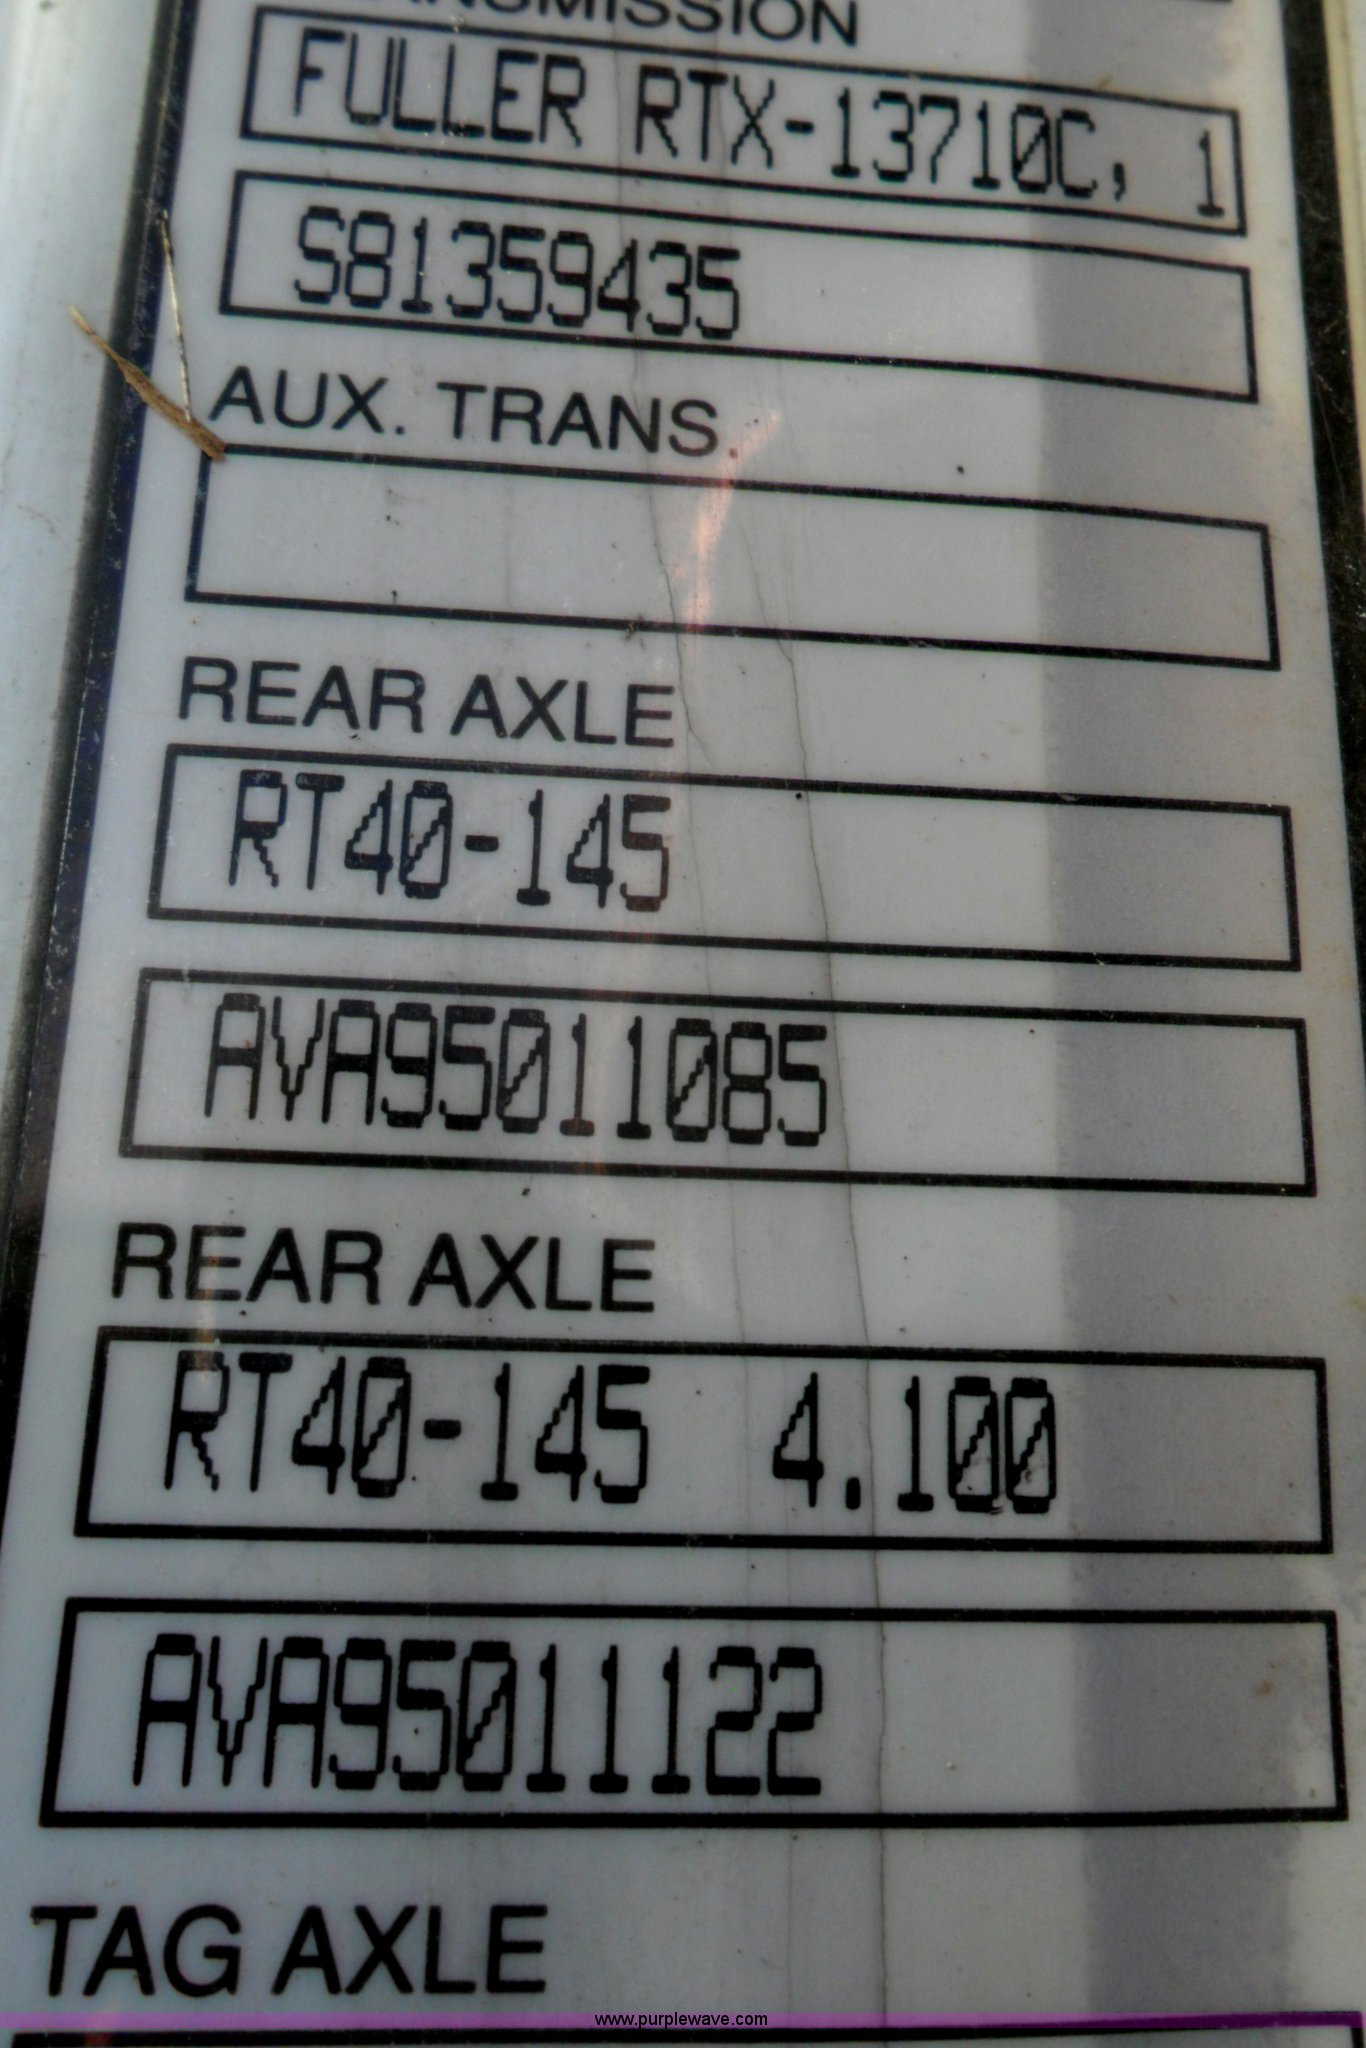 TRANSMISSION
FULLER RTX-13710C, 1
S81359435
AUX. TRANS.
REAR AXLE
RT40-145
AVA95011085
REAR AXLE
RT40-145 4.100
AVA95011122
TAG AXLE
www.purplewave.com